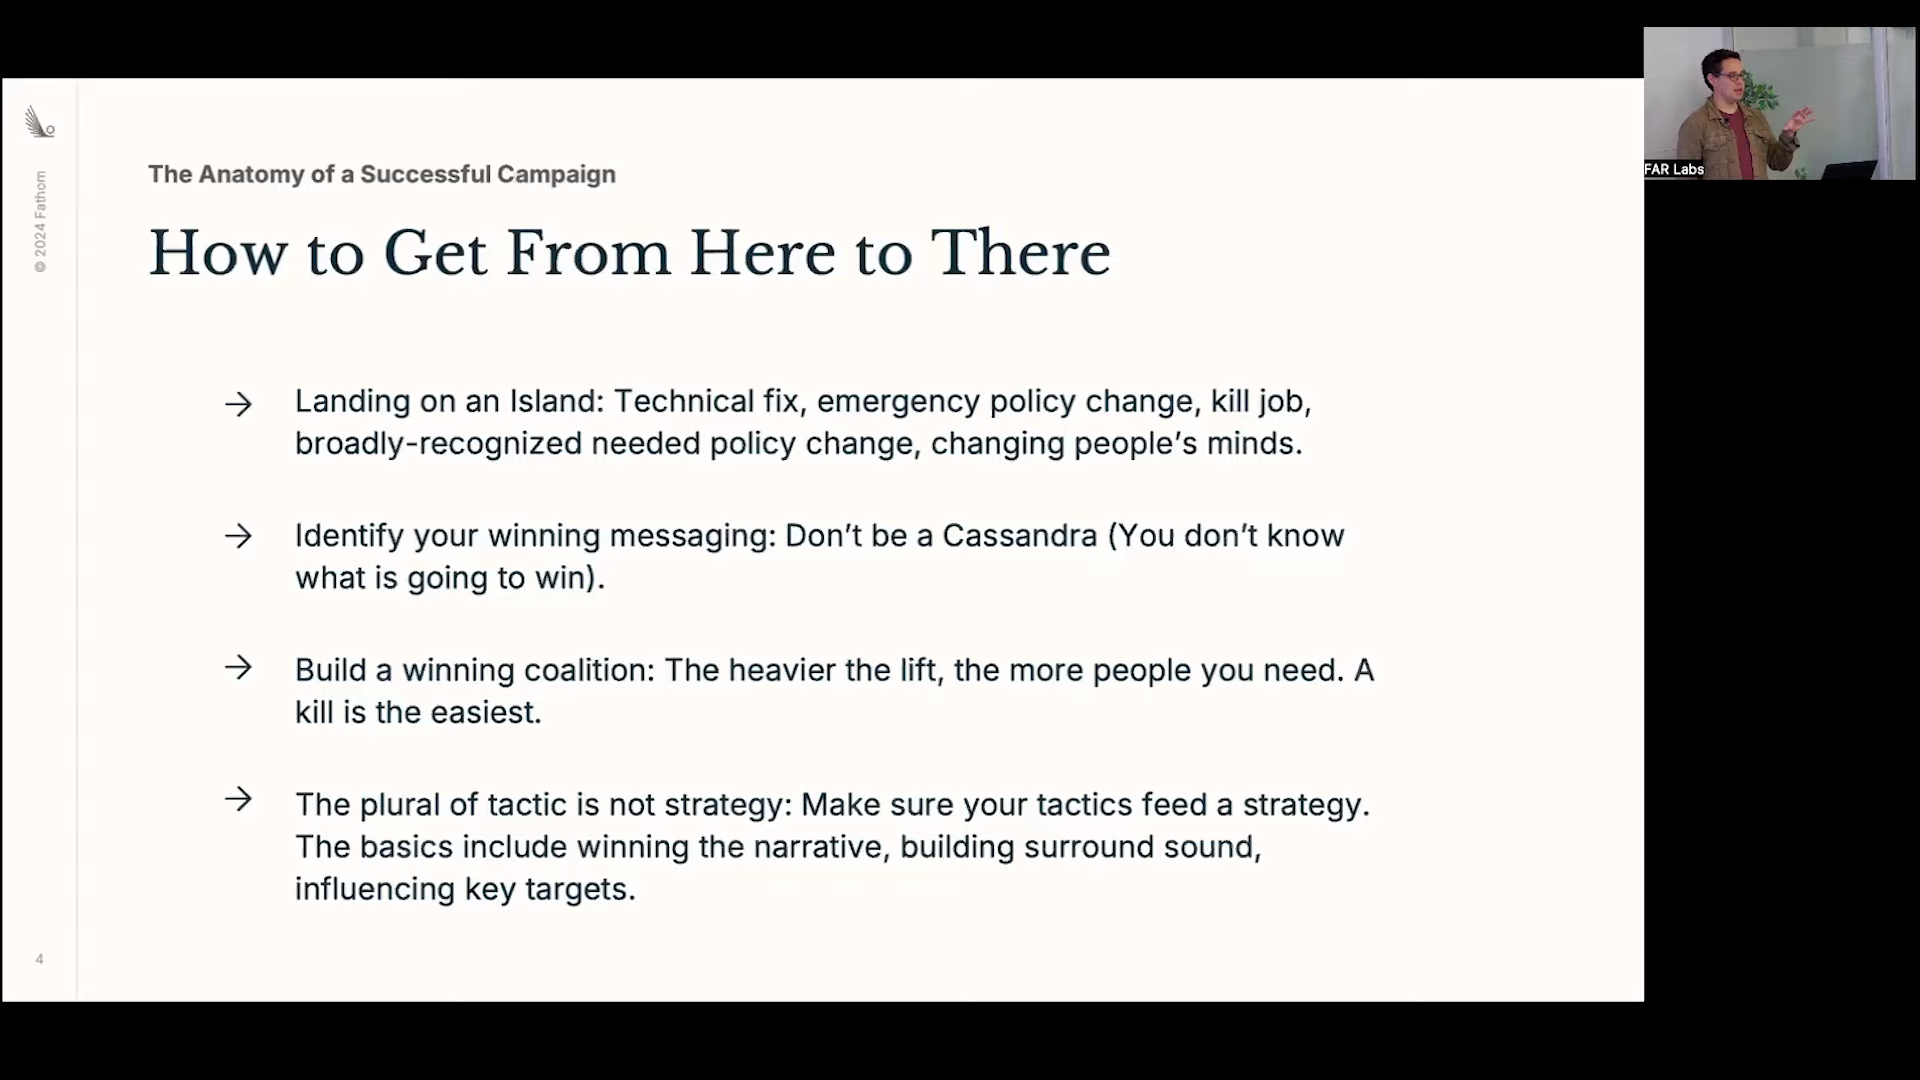 © 2024 Fathom
The Anatomy of a Successful Campaign
How to Get From Here to There
→ Landing on an Island: Technical fix, emergency policy change, kill job,
broadly-recognized needed policy change, changing people’s minds.
→ Identify your winning messaging: Don’t be a Cassandra (You don’t know
what is going to win).
→ Build a winning coalition: The heavier the lift, the more people you need. A
kill is the easiest.
→ The plural of tactic is not strategy: Make sure your tactics feed a strategy.
The basics include winning the narrative, building surround sound,
influencing key targets.
4
FAR Labs